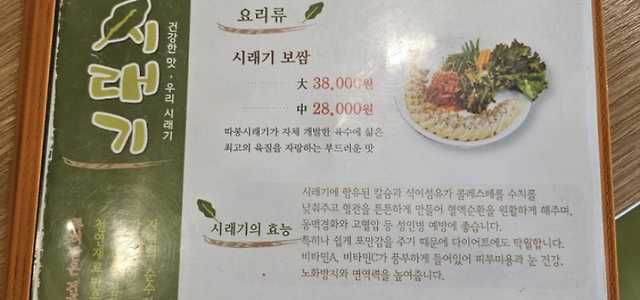 시래기
건강한 맛 · 우리 시래기
요리류
시래기 보쌈
大 38,000원
中 28,000원
따봉시래기가 자체 개발한 육수에 삶은
최고의 육질을 자랑하는 부드러운 맛
시래기의 효능
시래기에 함유된 칼슘과 식이섬유가 콜레스테롤 수치를
낮춰주고 혈관을 튼튼하게 만들어 혈액순환을 원활하게 해주며,
동맥경화와 고혈압 등 성인병 예방에 좋습니다.
특히나 쉽게 포만감을 주기 때문에 다이어트에도 탁월합니다.
비타민A, 비타민C가 풍부하게 들어있어 피부미용과 눈 건강,
노화방지와 면역력을 높여줍니다.